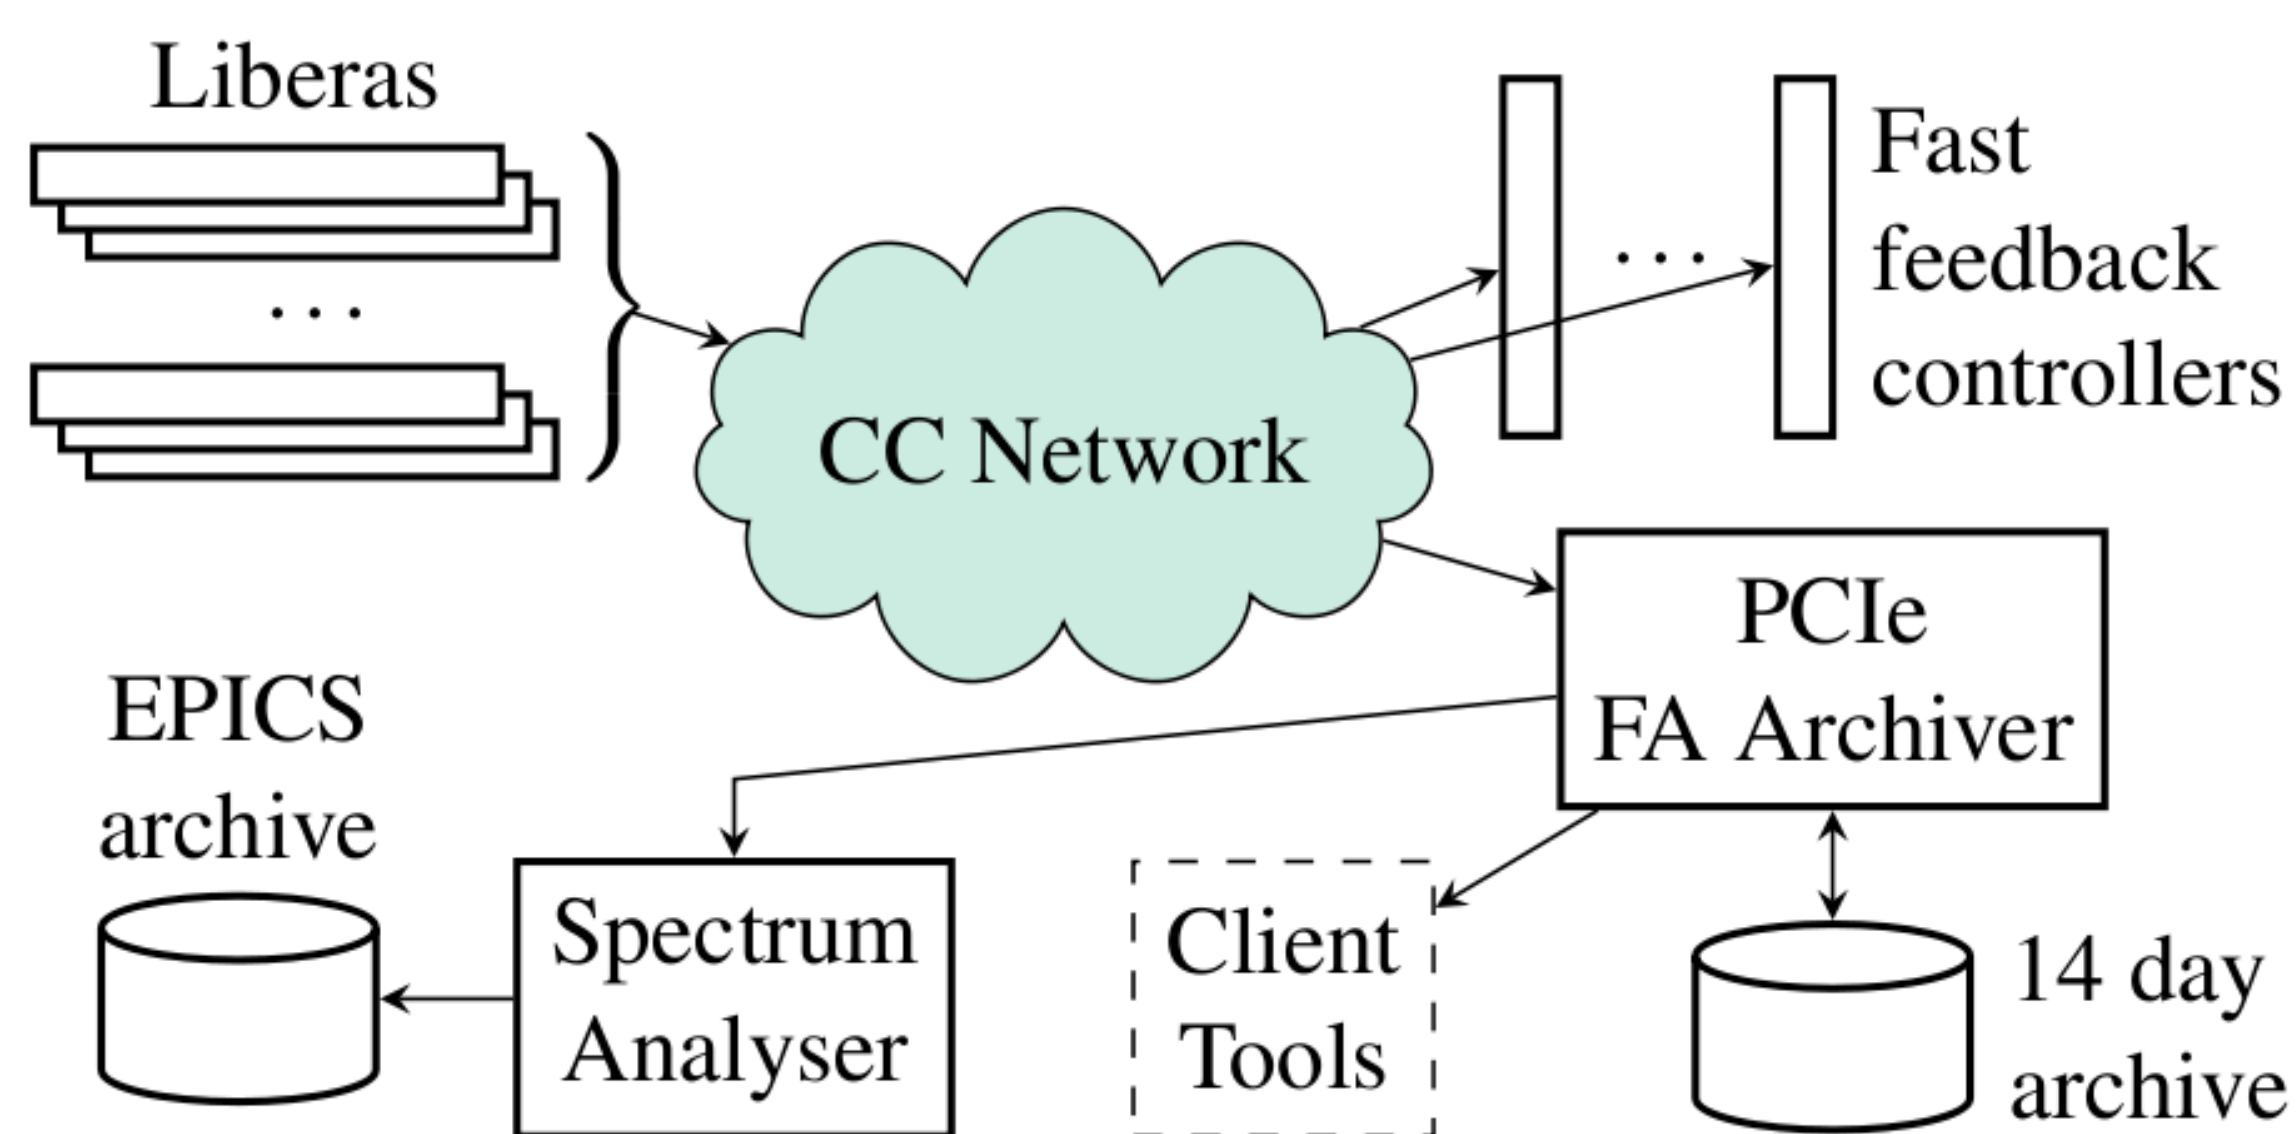 Liberas
. . .
Fast
feedback
controllers
. . .
CC Network
PCIe
FA Archiver
EPICS
archive
Spectrum
Analyser
Client
Tools
14 day
archive